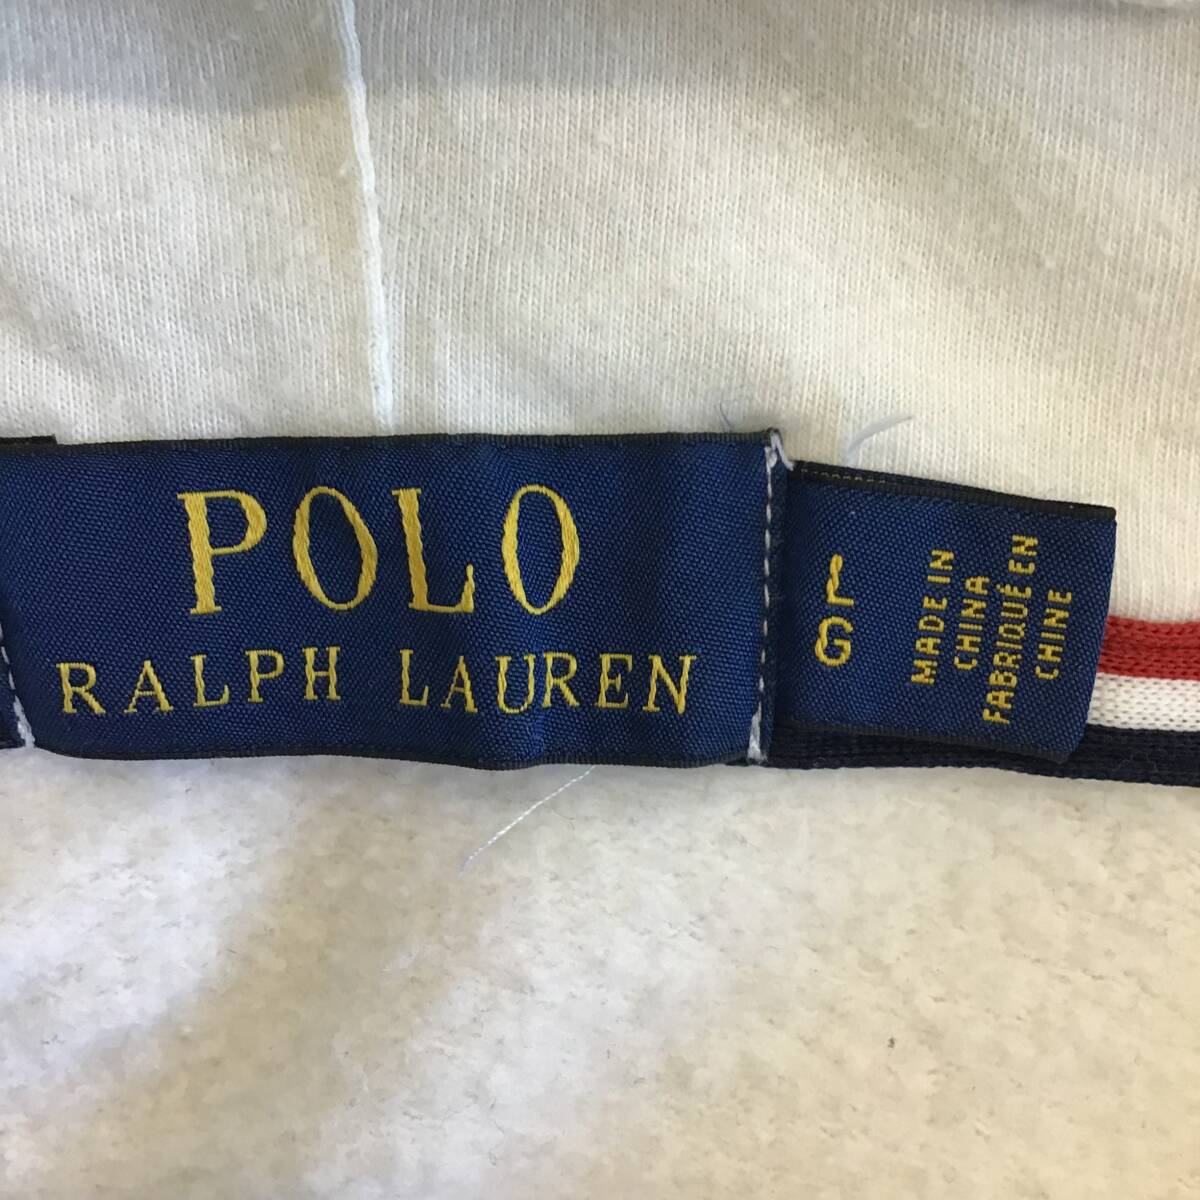 POLO
RALPH LAUREN
L
G
MADE IN
CHINA
FABRIQUÉ EN
CHINE